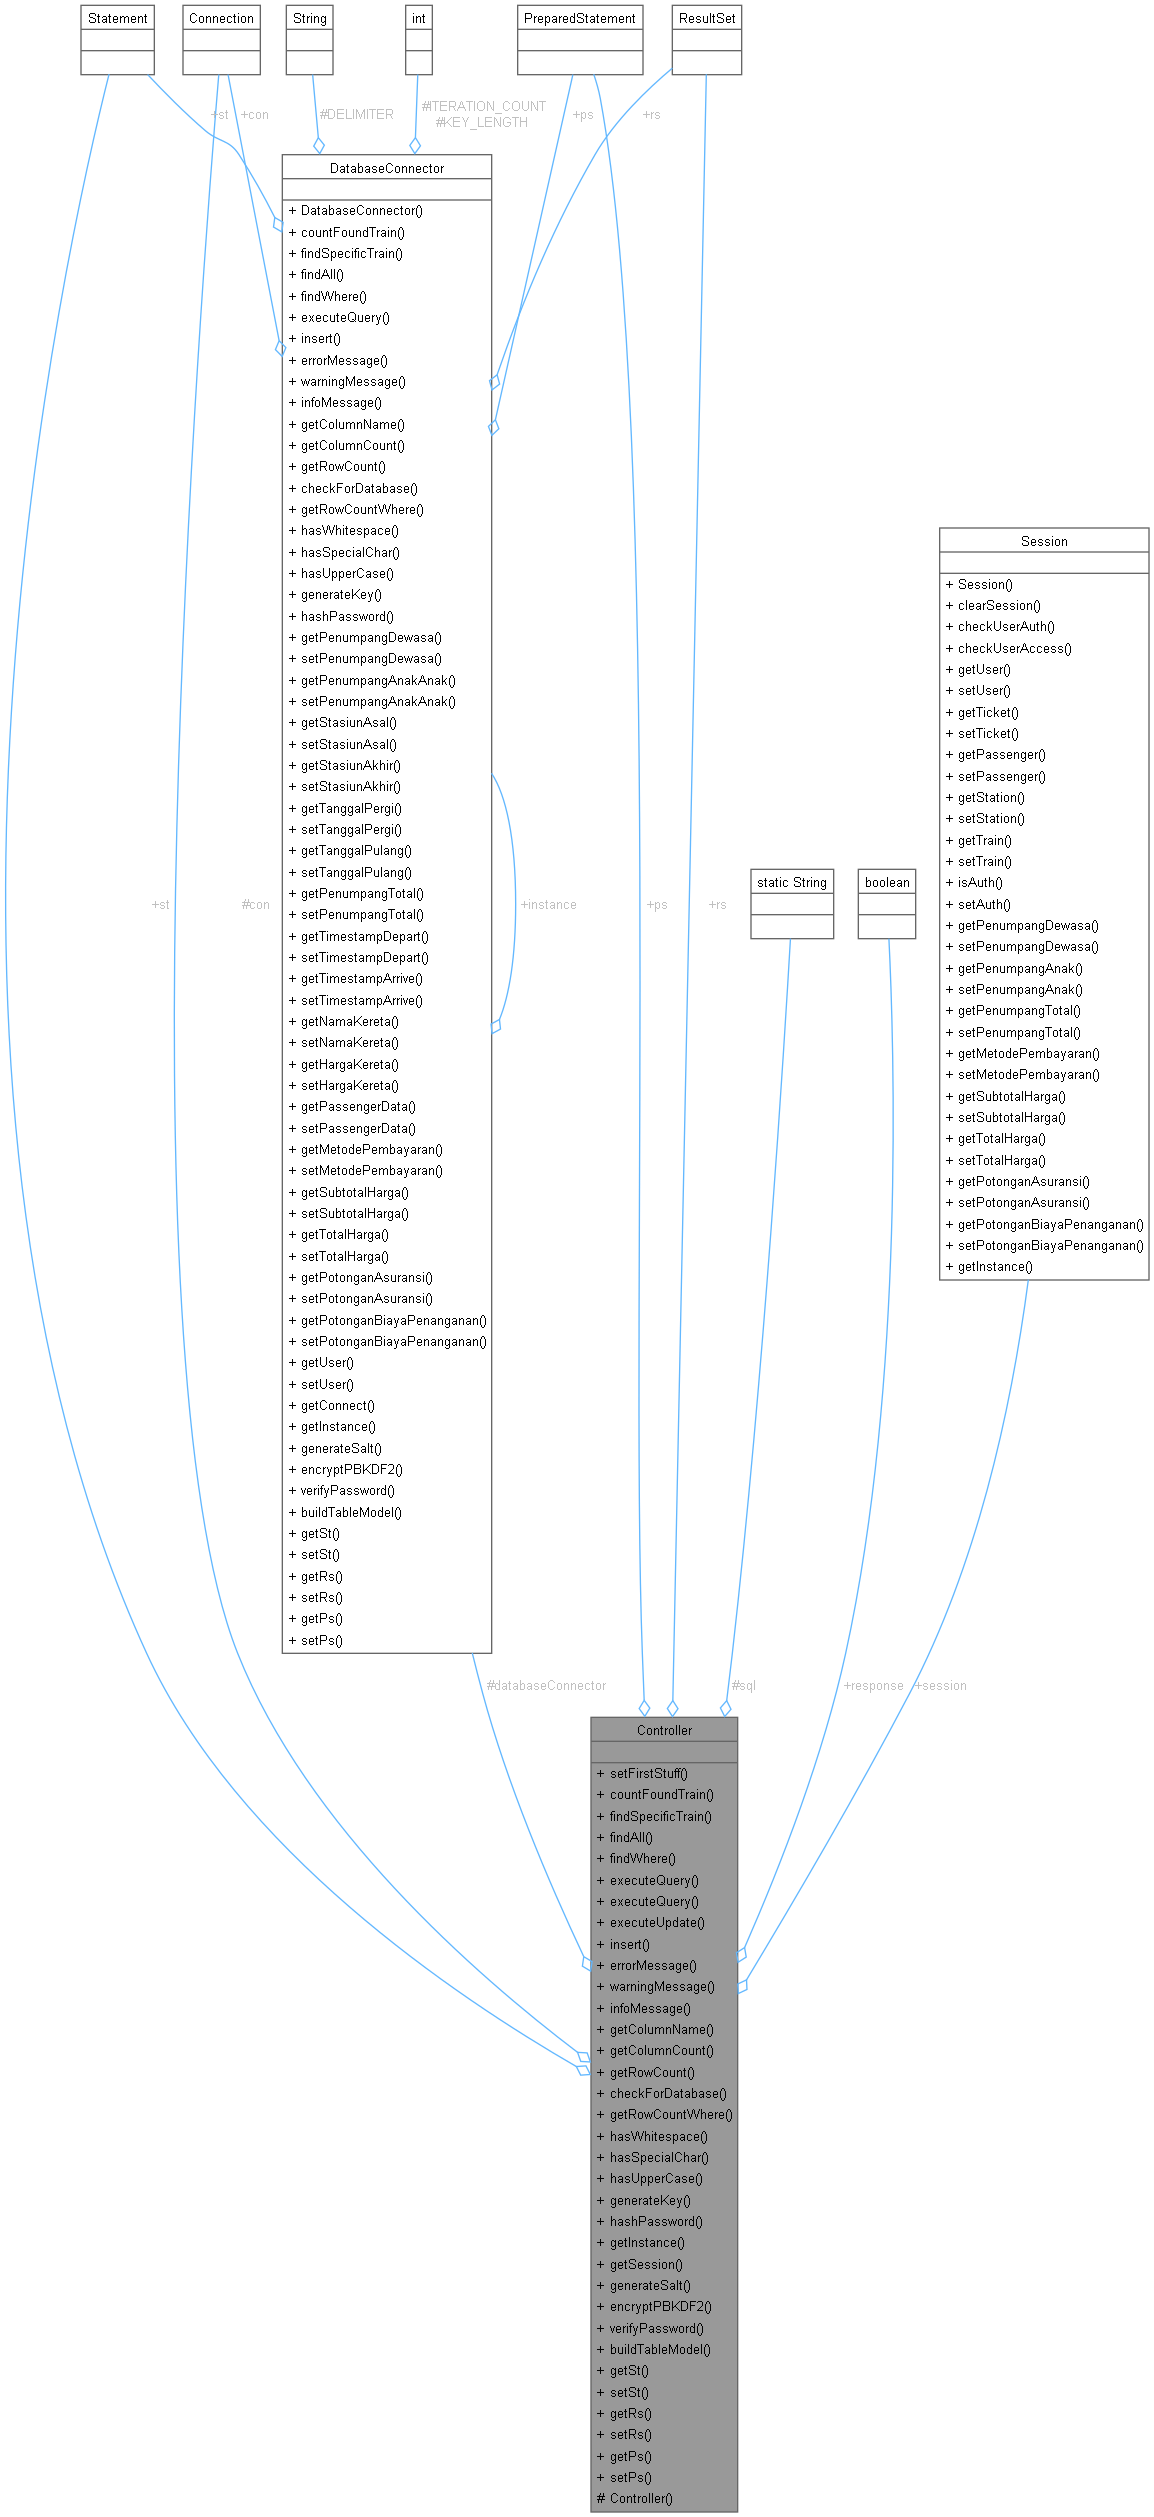 Statement
Connection
String
int
PreparedStatement
ResultSet
+st
+con
#DELIMITER
#ITERATION_COUNT
#KEY_LENGTH
+ps
+rs
DatabaseConnector
+ DatabaseConnector()
+ countFoundTrain()
+ findSpecificTrain()
+ findAll()
+ findWhere()
+ executeQuery()
+ insert()
+ errorMessage()
+ warningMessage()
+ infoMessage()
+ getColumnName()
+ getColumnCount()
+ getRowCount()
+ checkForDatabase()
+ getRowCountWhere()
+ hasWhitespace()
+ hasSpecialChar()
+ hasUpperCase()
+ generateKey()
+ hashPassword()
+ getPenumpangDewasa()
+ setPenumpangDewasa()
+ getPenumpangAnakAnak()
+ setPenumpangAnakAnak()
+ getStasiunAsal()
+ setStasiunAsal()
+ getStasiunAkhir()
+ setStasiunAkhir()
+ getTanggalPergi()
+ setTanggalPergi()
+ getTanggalPulang()
+ setTanggalPulang()
+ getPenumpangTotal()
+ setPenumpangTotal()
+ getTimestampDepart()
+ setTimestampDepart()
+ getTimestampArrive()
+ setTimestampArrive()
+ getNamaKereta()
+ setNamaKereta()
+ getHargaKereta()
+ setHargaKereta()
+ getPassengerData()
+ setPassengerData()
+ getMetodePembayaran()
+ setMetodePembayaran()
+ getSubtotalHarga()
+ setSubtotalHarga()
+ getTotalHarga()
+ setTotalHarga()
+ getPotonganAsuransi()
+ setPotonganAsuransi()
+ getPotonganBiayaPenanganan()
+ setPotonganBiayaPenanganan()
+ getUser()
+ setUser()
+ getConnect()
+ getInstance()
+ generateSalt()
+ encryptPBKDF2()
+ verifyPassword()
+ buildTableModel()
+ getSt()
+ setSt()
+ getRs()
+ setRs()
+ getPs()
+ setPs()
Session
+ Session()
+ clearSession()
+ checkUserAuth()
+ checkUserAccess()
+ getUser()
+ setUser()
+ getTicket()
+ setTicket()
+ getPassenger()
+ setPassenger()
+ getStation()
+ setStation()
+ getTrain()
+ setTrain()
+ isAuth()
+ setAuth()
+ getPenumpangDewasa()
+ setPenumpangDewasa()
+ getPenumpangAnak()
+ setPenumpangAnak()
+ getPenumpangTotal()
+ setPenumpangTotal()
+ getMetodePembayaran()
+ setMetodePembayaran()
+ getSubtotalHarga()
+ setSubtotalHarga()
+ getTotalHarga()
+ setTotalHarga()
+ getPotonganAsuransi()
+ setPotonganAsuransi()
+ getPotonganBiayaPenanganan()
+ setPotonganBiayaPenanganan()
+ getInstance()
static String
boolean
+st
#con
+instance
+ps
+rs
#databaseConnector
#sql
+response
+session
Controller
+ setFirstStuff()
+ countFoundTrain()
+ findSpecificTrain()
+ findAll()
+ findWhere()
+ executeQuery()
+ executeQuery()
+ executeUpdate()
+ insert()
+ errorMessage()
+ warningMessage()
+ infoMessage()
+ getColumnName()
+ getColumnCount()
+ getRowCount()
+ checkForDatabase()
+ getRowCountWhere()
+ hasWhitespace()
+ hasSpecialChar()
+ hasUpperCase()
+ generateKey()
+ hashPassword()
+ getInstance()
+ getSession()
+ generateSalt()
+ encryptPBKDF2()
+ verifyPassword()
+ buildTableModel()
+ getSt()
+ setSt()
+ getRs()
+ setRs()
+ getPs()
+ setPs()
# Controller()